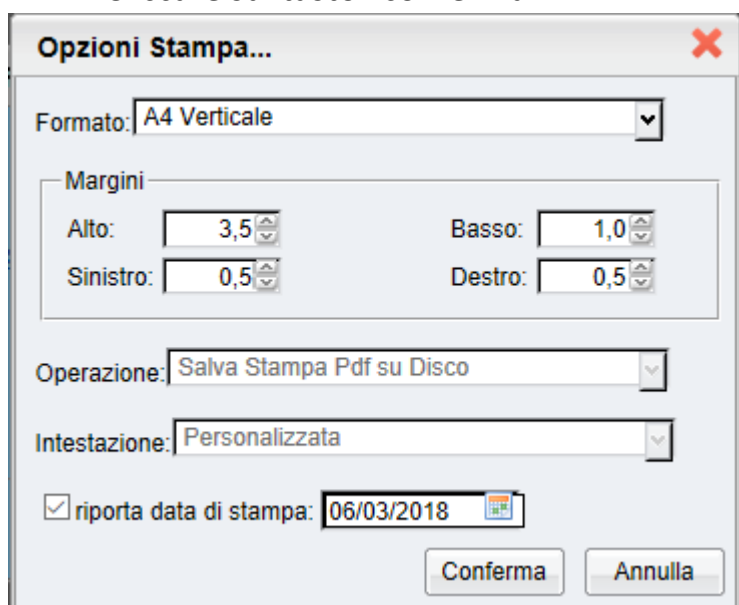 Opzioni Stampa...
Formato: A4 Verticale
Margini
Alto: 3,5 Basso: 1,0
Sinistro: 0,5 Destro: 0,5
Operazione: Salva Stampa Pdf su Disco
Intestazione: Personalizzata
riporta data di stampa: 06/03/2018
Conferma Annulla